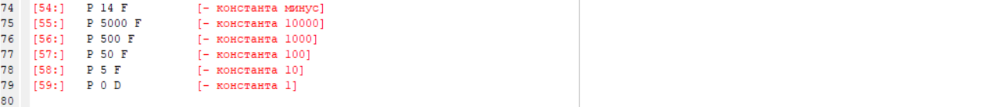 74 [54:] P 14 F [- константа минус]
75 [55:] P 5000 F [- константа 10000]
76 [56:] P 500 F [- константа 1000]
77 [57:] P 50 F [- константа 100]
78 [58:] P 5 F [- константа 10]
79 [59:] P 0 D [- константа 1]
80